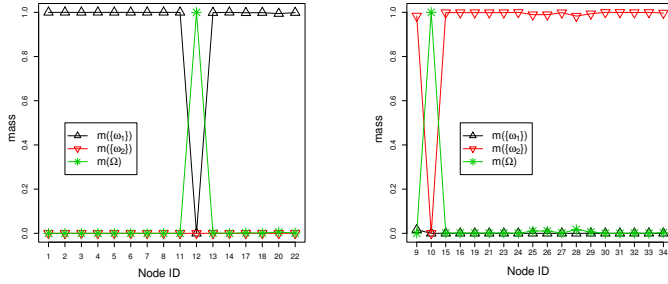 1.0
0.8
0.6
0.4
0.2
0.0
mass
m({ω1})
m({ω2})
m(Ω)
1 2 3 4 5 6 7 8 11 12 13 14 17 18 20 22
Node ID
1.0
0.8
0.6
0.4
0.2
0.0
mass
m({ω1})
m({ω2})
m(Ω)
9 10 15 16 19 21 23 24 25 26 27 28 29 30 31 32 33 34
Node ID